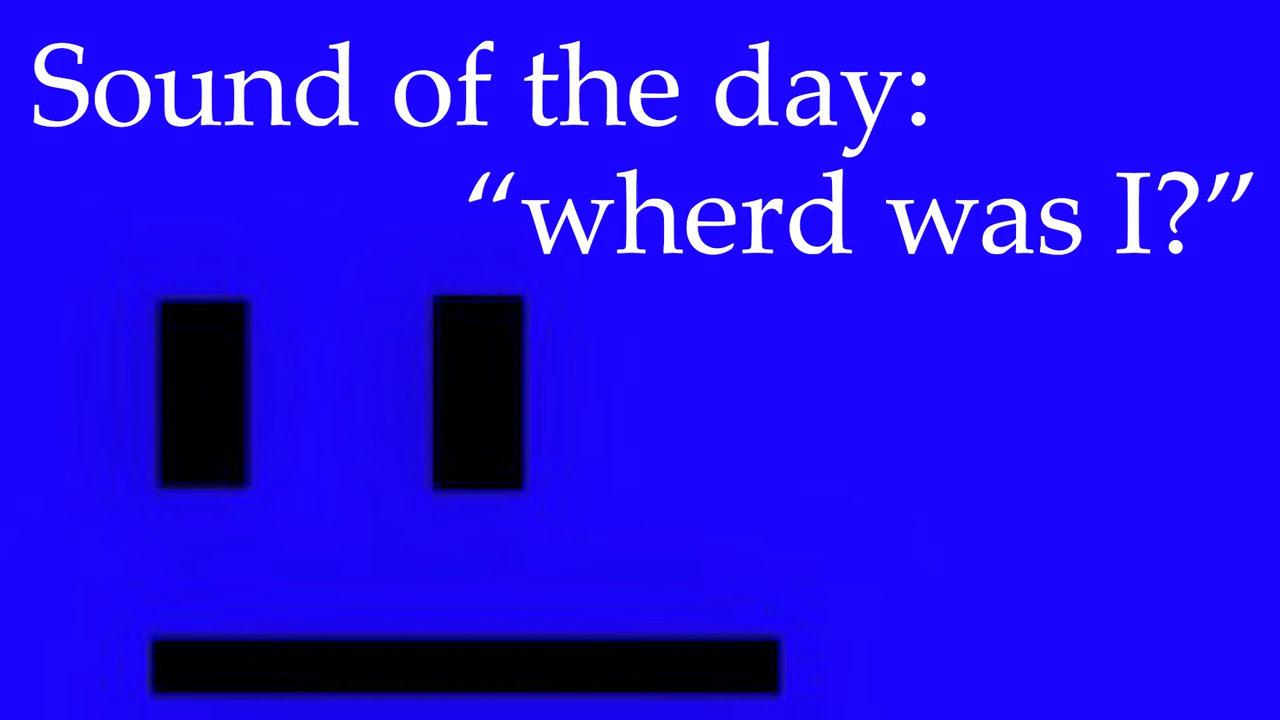 Sound of the day:
“wherd was I?”